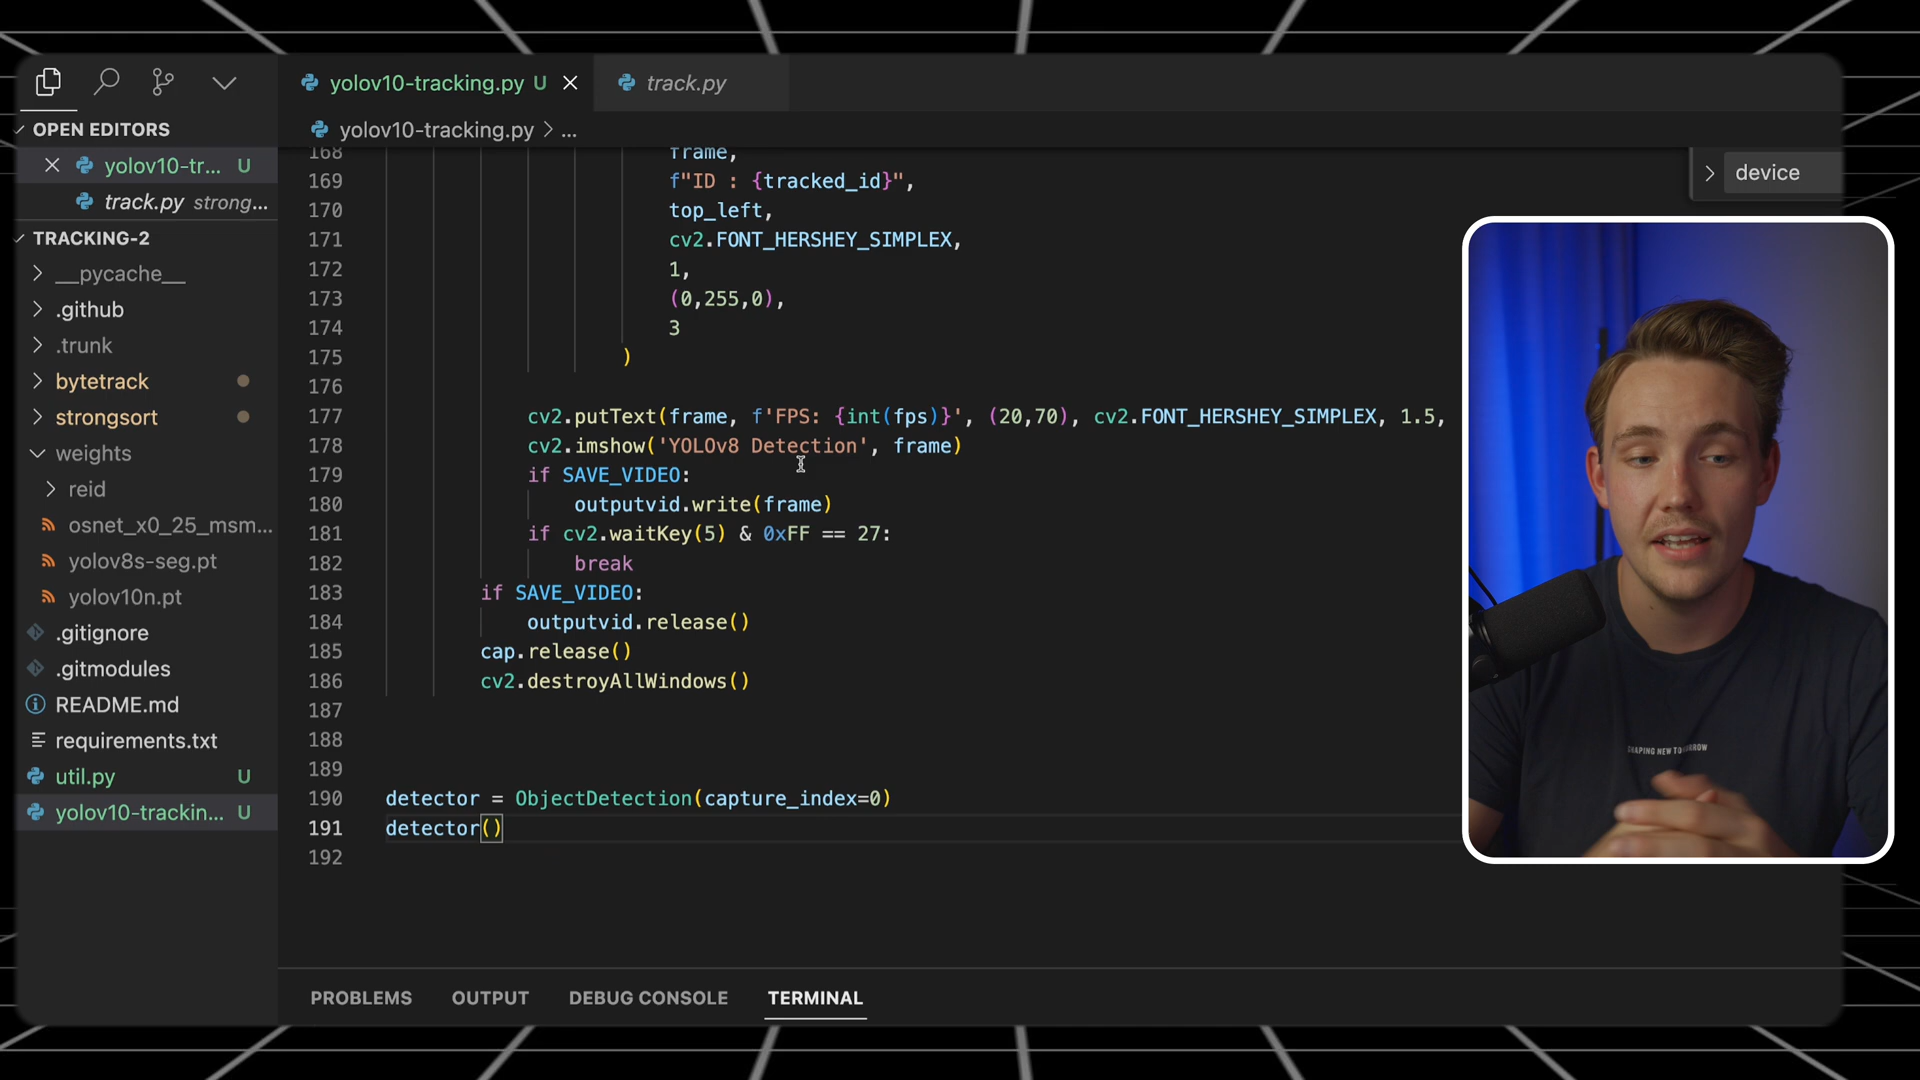 yolov10-tracking.py U
track.py
OPEN EDITORS
yolov10-tracking.py > ...
yolov10-tr... U
track.py strong...
TRACKING-2
__pycache__
.github
.trunk
bytetrack
strongsort
weights
reid
osnet_x0_25_msm...
yolov8s-seg.pt
yolov10n.pt
.gitignore
.gitmodules
README.md
requirements.txt
util.py U
yolov10-trackin... U
device
168 frame,
169 f"ID : {tracked_id}",
170 top_left,
171 cv2.FONT_HERSHEY_SIMPLEX,
172 1,
173 (0,255,0),
174 3
175 )
176
177 cv2.putText(frame, f'FPS: {int(fps)}', (20,70), cv2.FONT_HERSHEY_SIMPLEX, 1.5,
178 cv2.imshow('YOLOv8 Detection', frame)
179 if SAVE_VIDEO:
180 outputvid.write(frame)
181 if cv2.waitKey(5) & 0xFF == 27:
182 break
183 if SAVE_VIDEO:
184 outputvid.release()
185 cap.release()
186 cv2.destroyAllWindows()
187
188
189
190 detector = ObjectDetection(capture_index=0)
191 detector()
192
SHAPING NEW TOMORROW
PROBLEMS OUTPUT DEBUG CONSOLE TERMINAL